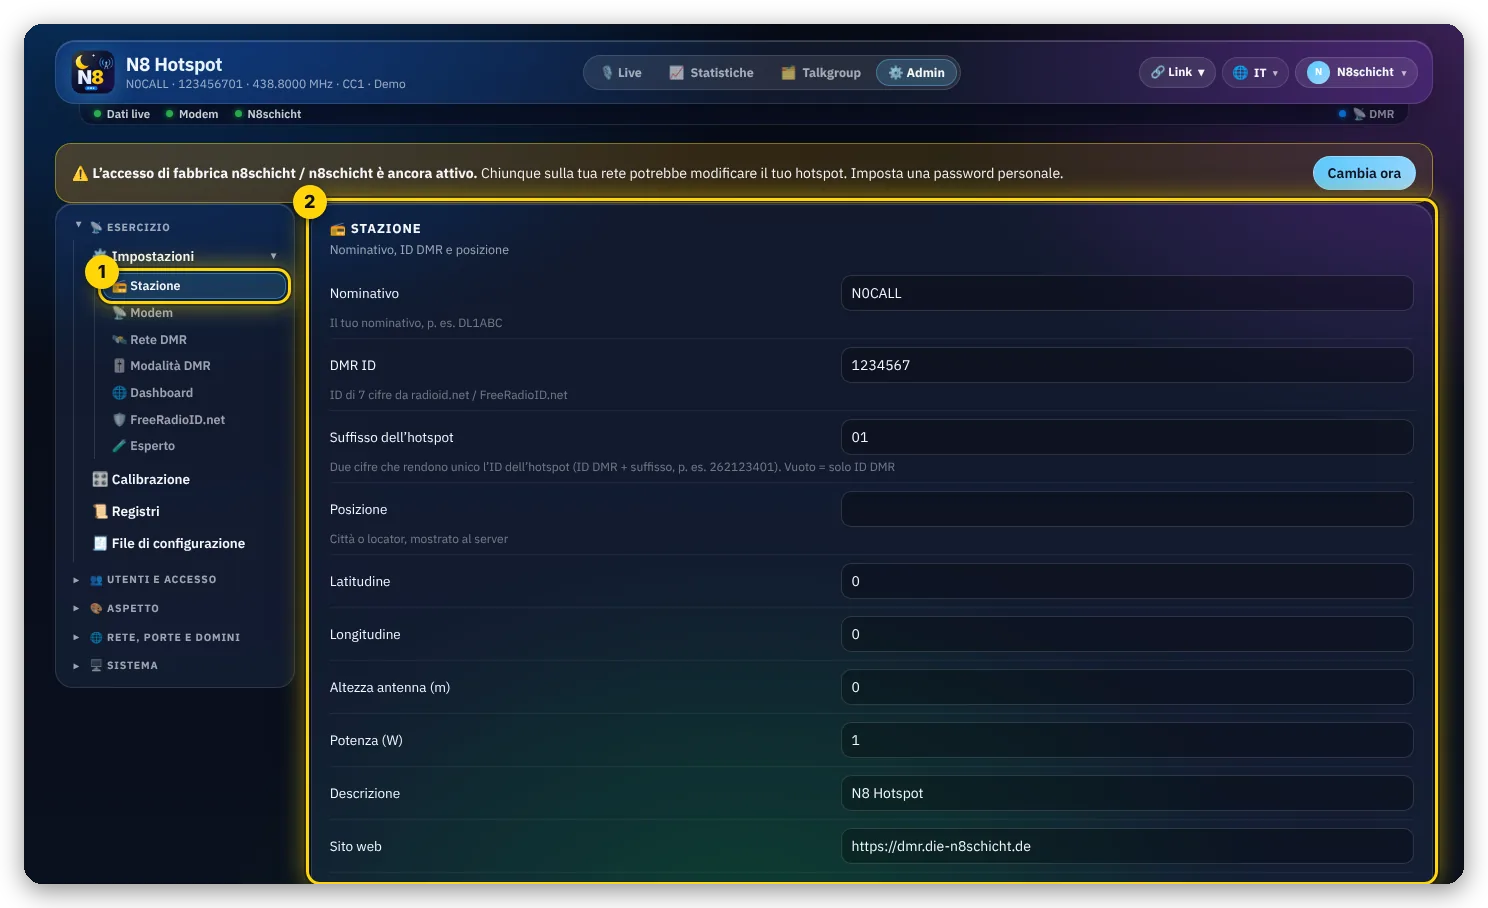 N8
N8 Hotspot
N0CALL · 123456701 · 438.8000 MHz · CC1 · Demo
Live
Statistiche
Talkgroup
Admin
Link ▾
IT ▾
N
N8schicht ▾
Dati live
Modem
N8schicht
DMR
L’accesso di fabbrica n8schicht / n8schicht è ancora attivo. Chiunque sulla tua rete potrebbe modificare il tuo hotspot. Imposta una password personale.
Cambia ora
ESERCIZIO
Impostazioni
1
Stazione
Modem
Rete DMR
Modalità DMR
Dashboard
FreeRadioID.net
Esperto
Calibrazione
Registri
File di configurazione
UTENTI E ACCESSO
ASPETTO
RETE, PORTE E DOMINI
SISTEMA
2
STAZIONE
Nominativo, ID DMR e posizione
Nominativo
N0CALL
Il tuo nominativo, p. es. DL1ABC
DMR ID
1234567
ID di 7 cifre da radioid.net / FreeRadioID.net
Suffisso dell’hotspot
01
Due cifre che rendono unico l’ID dell’hotspot (ID DMR + suffisso, p. es. 262123401). Vuoto = solo ID DMR
Posizione
Città o locator, mostrato al server
Latitudine
0
Longitudine
0
Altezza antenna (m)
0
Potenza (W)
1
Descrizione
N8 Hotspot
Sito web
https://dmr.die-n8schicht.de